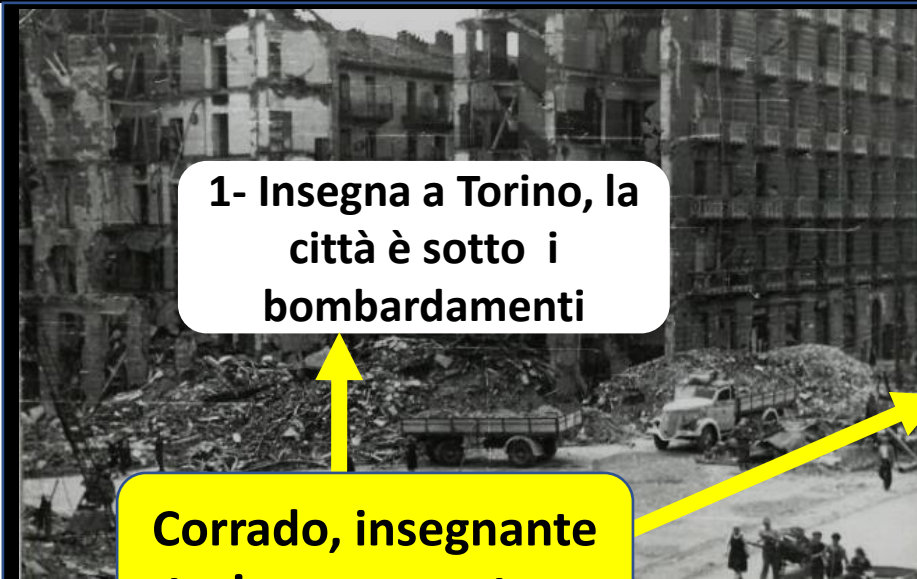 1- Insegna a Torino, la
città è sotto i
bombardamenti
Corrado, insegnante